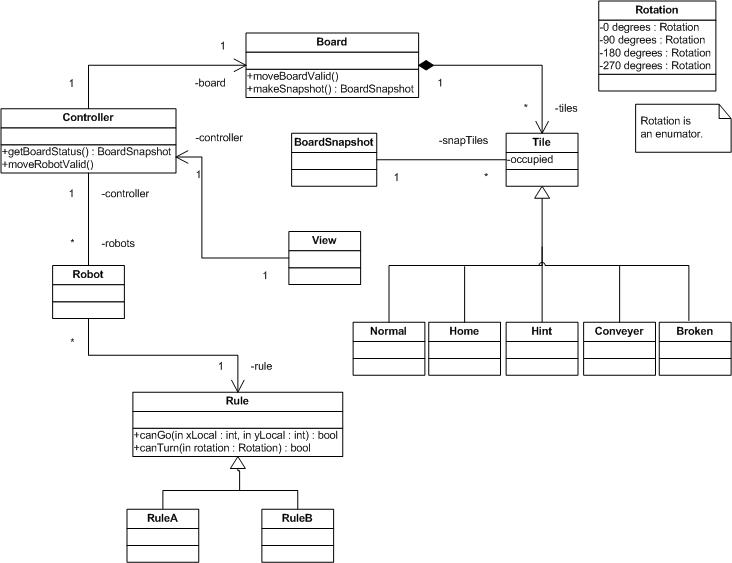 Board
+moveBoardValid()
+makeSnapshot() : BoardSnapshot
Rotation
-0 degrees : Rotation
-90 degrees : Rotation
-180 degrees : Rotation
-270 degrees : Rotation
Rotation is
an enumator.
1
1
-board
1
*
-tiles
Controller
+getBoardStatus() : BoardSnapshot
+moveRobotValid()
-controller
1
BoardSnapshot
-snapTiles
1
*
Tile
-occupied
1
-controller
*
-robots
View
1
Robot
*
1
-rule
Normal
Home
Hint
Conveyer
Broken
Rule
+canGo(in xLocal : int, in yLocal : int) : bool
+canTurn(in rotation : Rotation) : bool
RuleA
RuleB